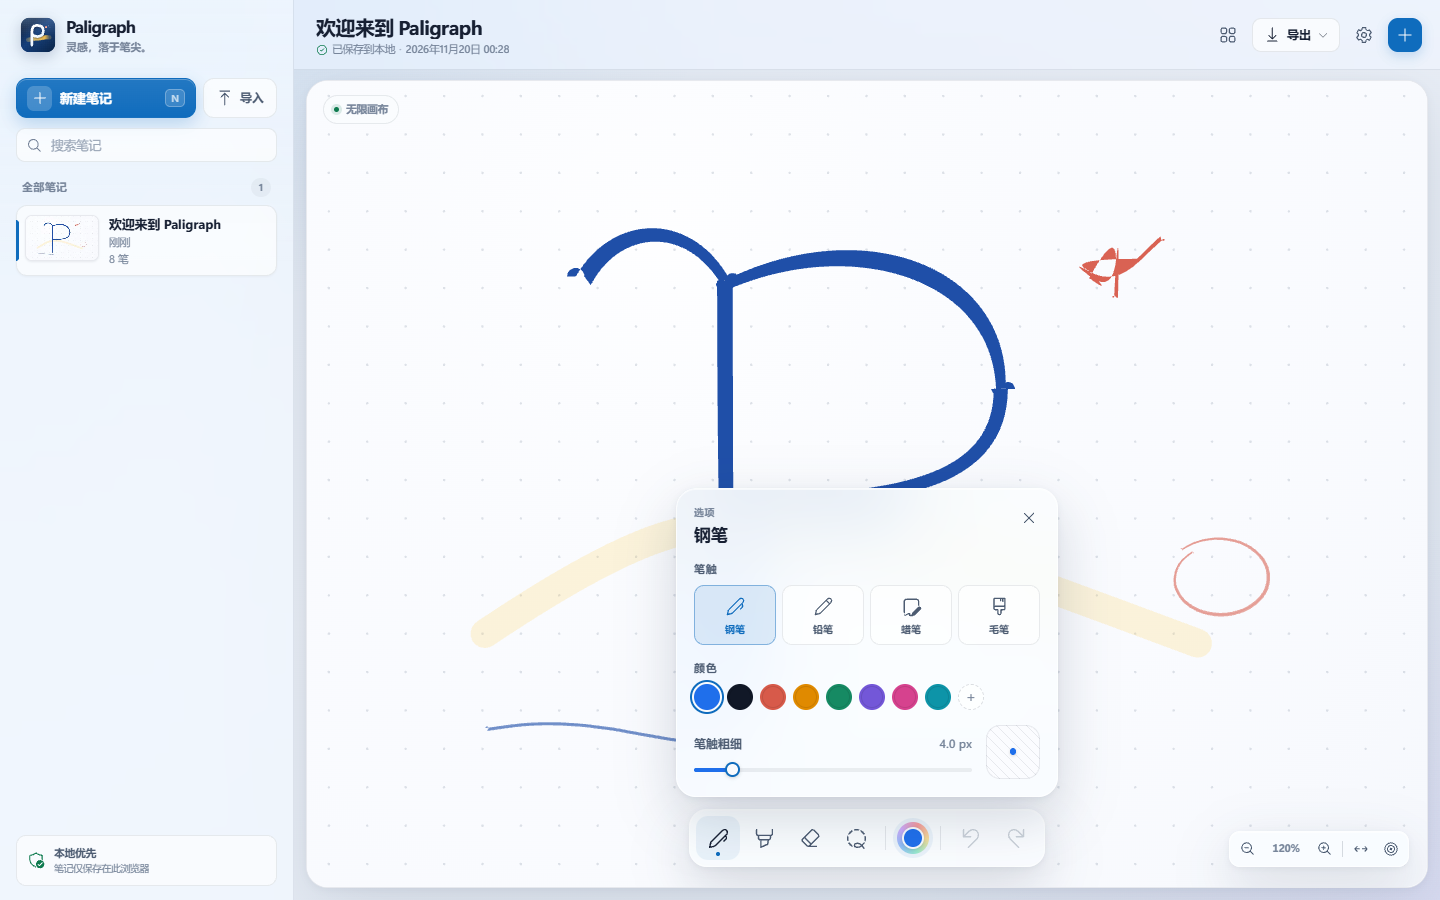 Paligraph
灵感，落于笔尖。
新建笔记 N
导入
搜索笔记
全部笔记 1
欢迎来到 Paligraph
刚刚
8 笔
本地优先
笔记仅保存在此浏览器
欢迎来到 Paligraph
已保存到本地 · 2026年11月20日 00:28
导出
无限画布
选项
钢笔
笔触
钢笔
铅笔
蜡笔
毛笔
颜色
笔触粗细
4.0 px
120%